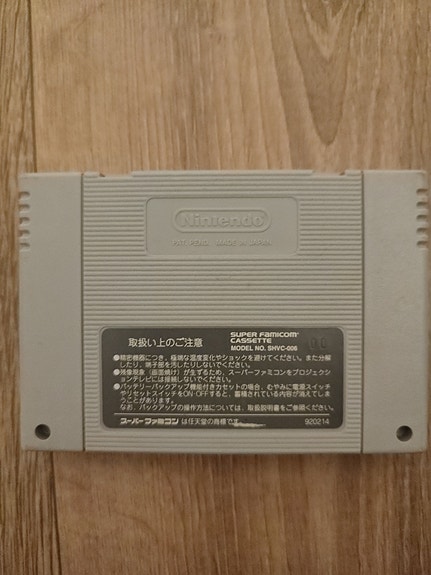 Nintendo
PAT. PEND. MADE IN JAPAN
取扱い上のご注意
SUPER FAMICOM
CASSETTE
MODEL NO. SHVC-006
●精密機器につき、極端な温度変化やショックを避けてください。また分解
したり、端子部を汚したりしないでください。
●残像現象(画面焼け)が生ずるため、スーパーファミコンをプロジェク
ションテレビには接続しないでください。
●バッテリーバックアップ機能付きカセットの場合、むやみに電源スイッチ
やリセットスイッチをON・OFFすると、蓄積されている内容が消えてしま
うことがあります。
なお、バックアップの操作方法については、取扱説明書をご参照ください。
スーパーファミコン は任天堂の商標です。
920214